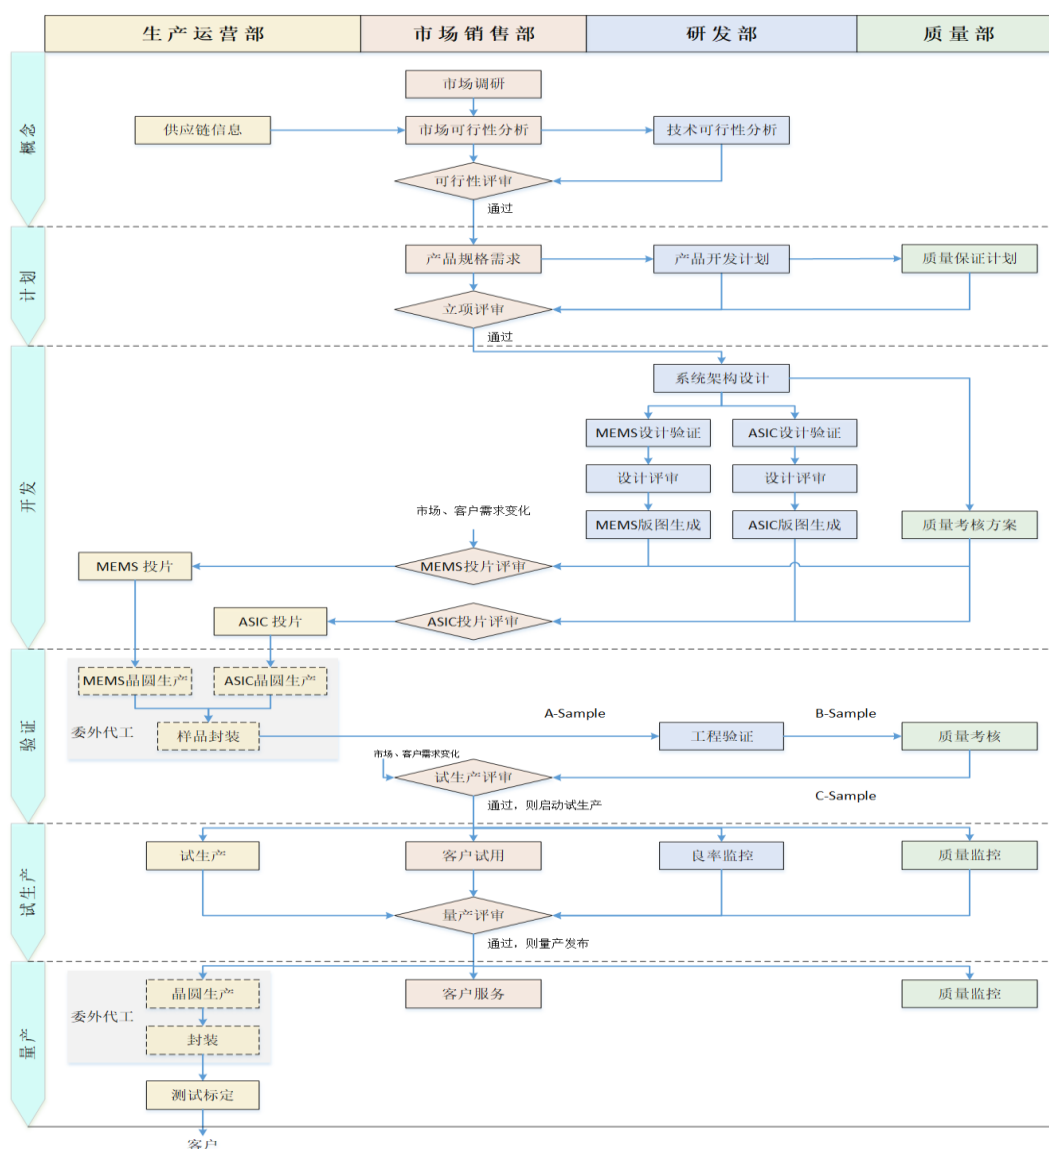 生产运营部
市场销售部
研发部
质量部
概念
市场调研
供应链信息
市场可行性分析
技术可行性分析
可行性评审
通过
计划
产品规格需求
产品开发计划
质量保证计划
立项评审
通过
开发
系统架构设计
MEMS设计验证
ASIC设计验证
设计评审
设计评审
市场、客户需求变化
MEMS版图生成
ASIC版图生成
质量考核方案
MEMS 投片
MEMS投片评审
ASIC 投片
ASIC投片评审
验证
MEMS晶圆生产
ASIC晶圆生产
委外代工
样品封装
A-Sample
工程验证
B-Sample
质量考核
市场、客户需求变化
试生产评审
C-Sample
通过，则启动试生产
试生产
试生产
客户试用
良率监控
质量监控
量产评审
通过，则量产发布
量产
晶圆生产
客户服务
质量监控
委外代工
封装
测试标定
客户